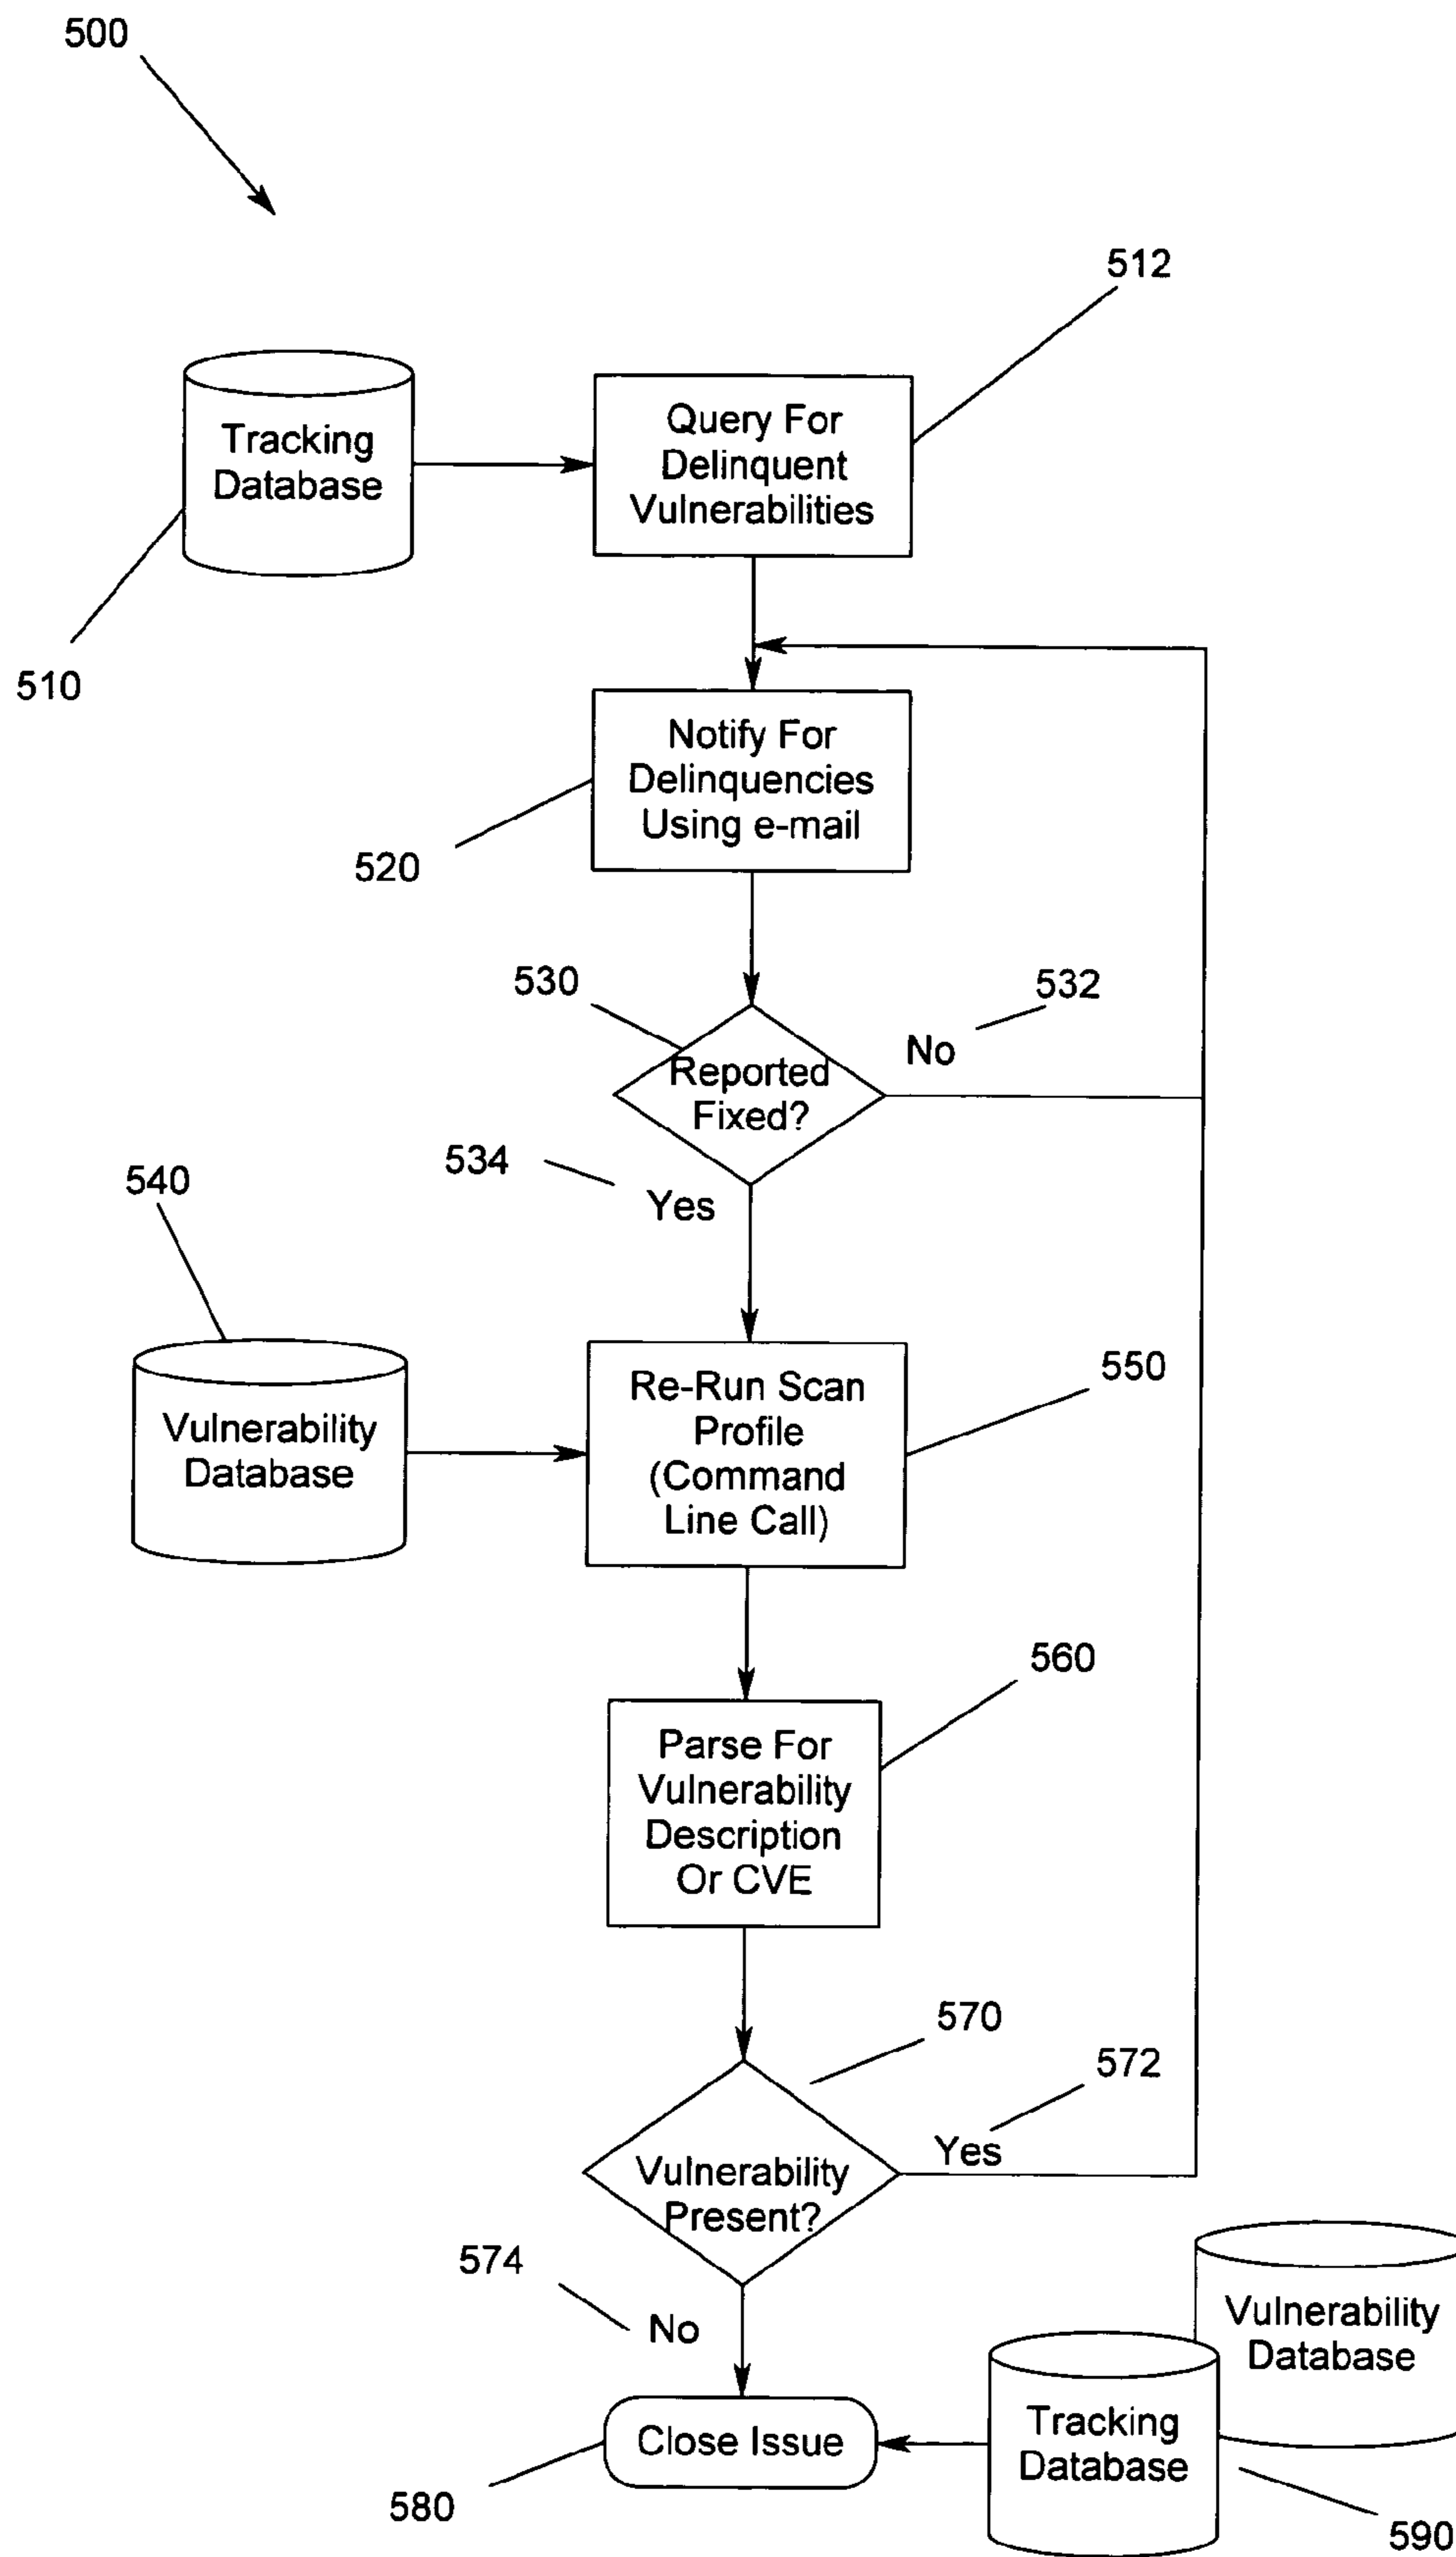 500
512
Tracking
Database
Query For
Delinquent
Vulnerabilities
510
Notify For
Delinquencies
Using e-mail
520
530
532
No
Reported
Fixed?
534
Yes
540
550
Vulnerability
Database
Re-Run Scan
Profile
(Command
Line Call)
560
Parse For
Vulnerability
Description
Or CVE
570
572
Yes
Vulnerability
Present?
574
No
Vulnerability
Database
Close Issue
Tracking
Database
580
590